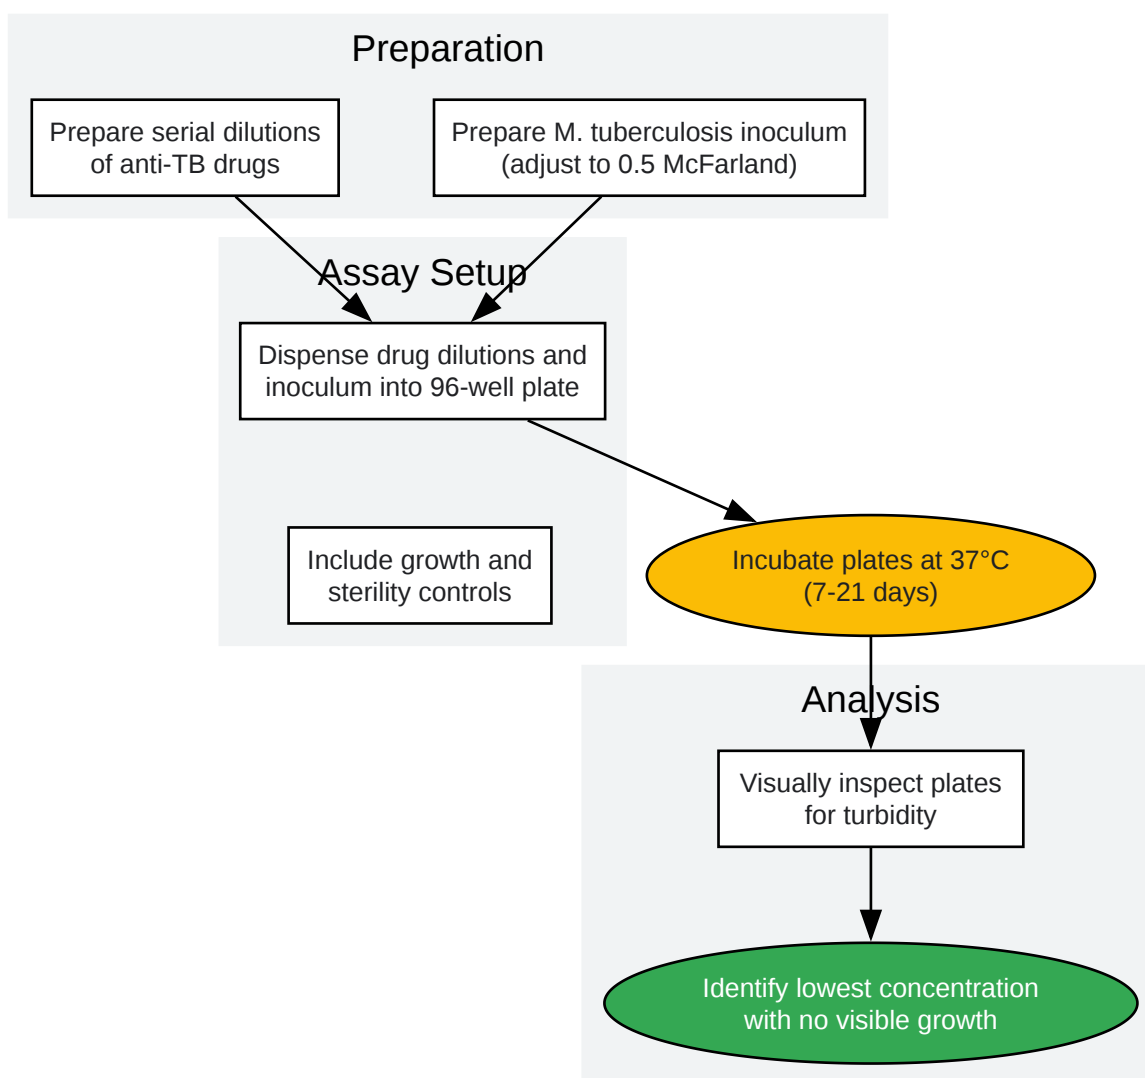 Preparation
Prepare serial dilutions
of anti-TB drugs
Prepare M. tuberculosis inoculum
(adjust to 0.5 McFarland)
Assay Setup
Dispense drug dilutions and
inoculum into 96-well plate
Include growth and
sterility controls
Incubate plates at 37°C
(7-21 days)
Analysis
Visually inspect plates
for turbidity
Identify lowest concentration
with no visible growth